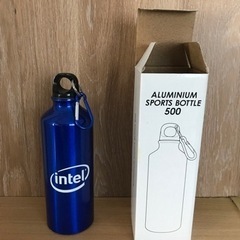 intel
ALUMINIUM
SPORTS BOTTLE
500